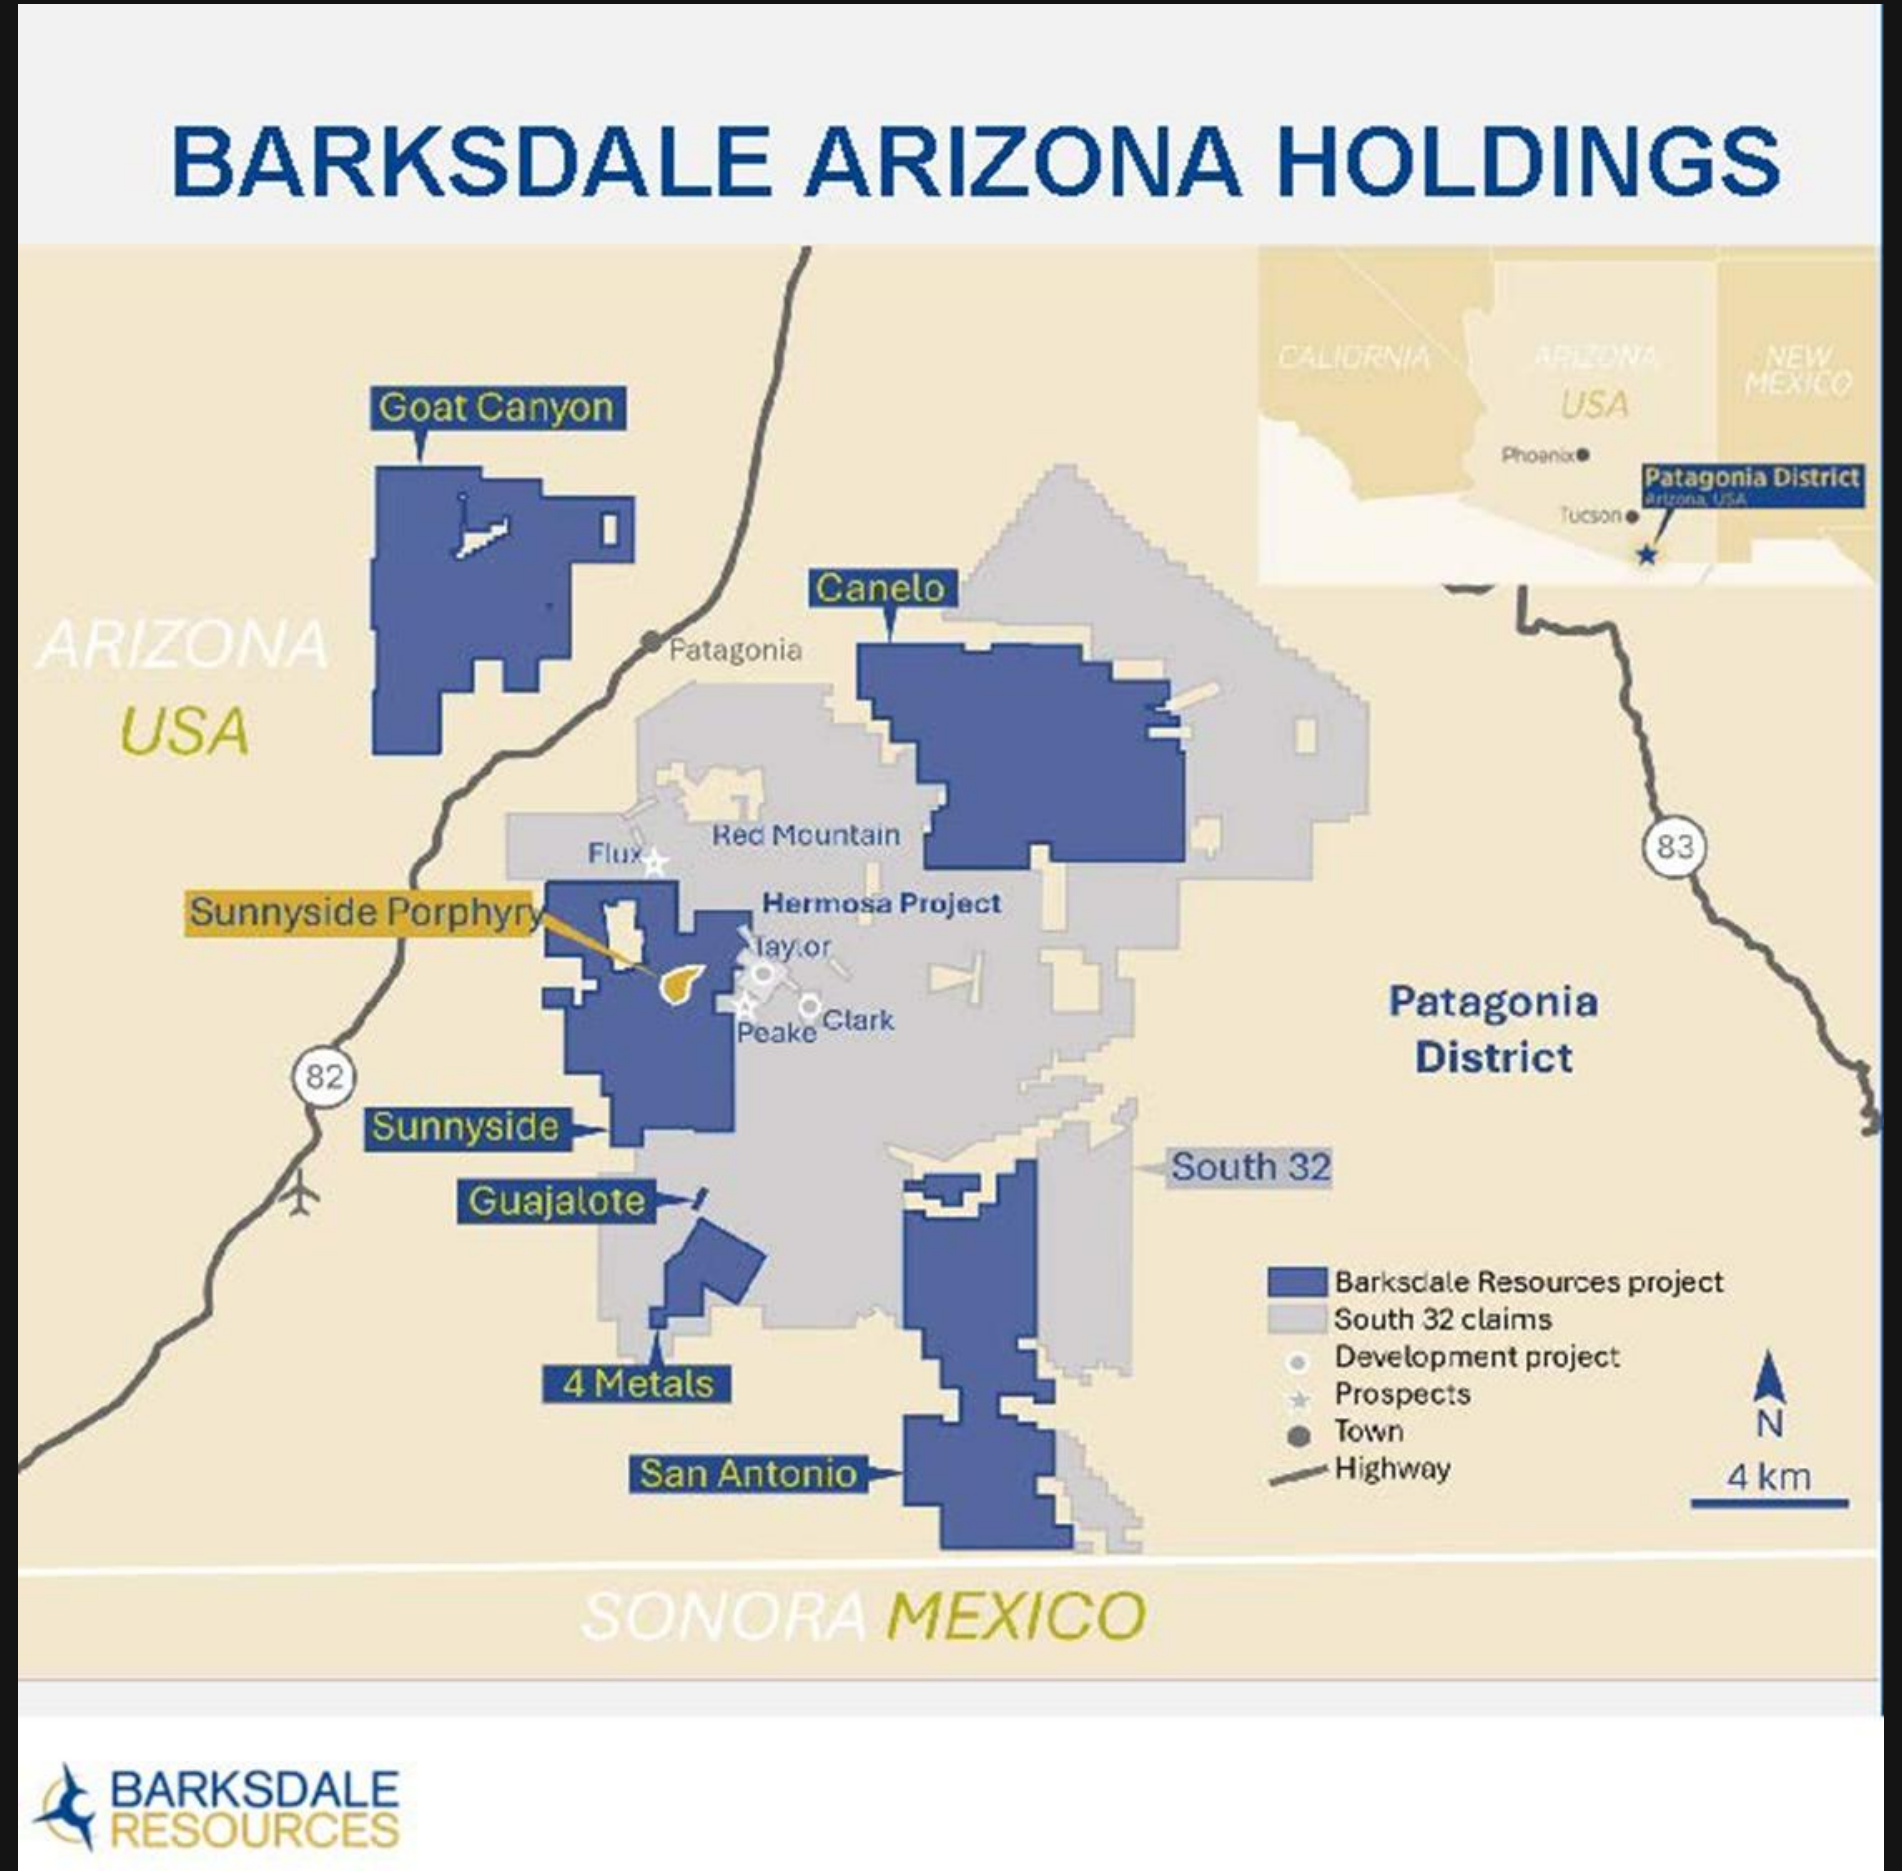 BARKSDALE ARIZONA HOLDINGS
CALIORNIA
ARIZONA
USA
NEW
MEXICO
Phoenix
Patagonia District
Arizona, USA
Tucson
Goat Canyon
Canelo
ARIZONA
USA
Patagonia
Red Mountain
Flux
83
Sunnyside Porphyry
Hermosa Project
Taylor
Peake
Clark
Patagonia
District
82
Sunnyside
South 32
Guajalote
4 Metals
San Antonio
Barksdale Resources project
South 32 claims
Development project
Prospects
Town
Highway
N
4 km
SONORA MEXICO
BARKSDALE
RESOURCES